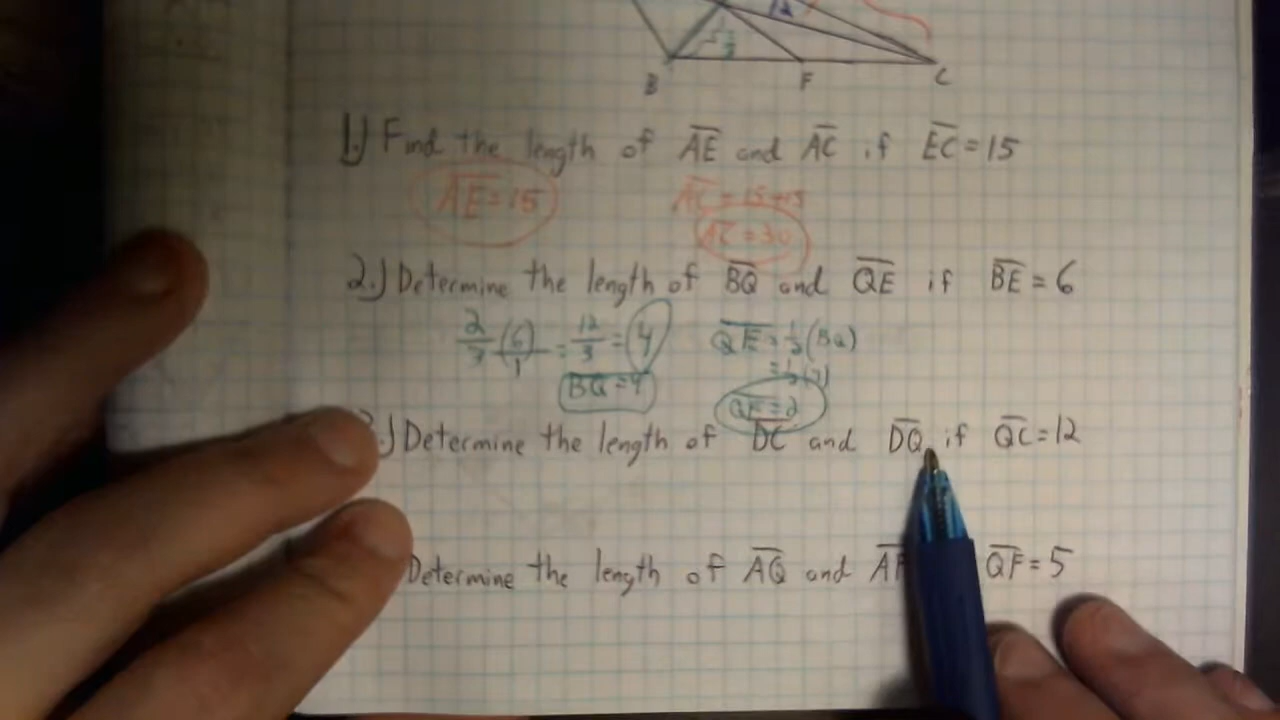 12
B F C
1.) Find the length of AE and AC if EC = 15
AE = 15 AC = 15+15
AC = 30
2.) Determine the length of BQ and QE if BE = 6
2/3 (6/1) = 12/3 = 4 QE = 1/3 (BQ)
BQ = 4
QE = 2
.) Determine the length of DC and DQ if QC = 12
Determine the length of AQ and QF = 5